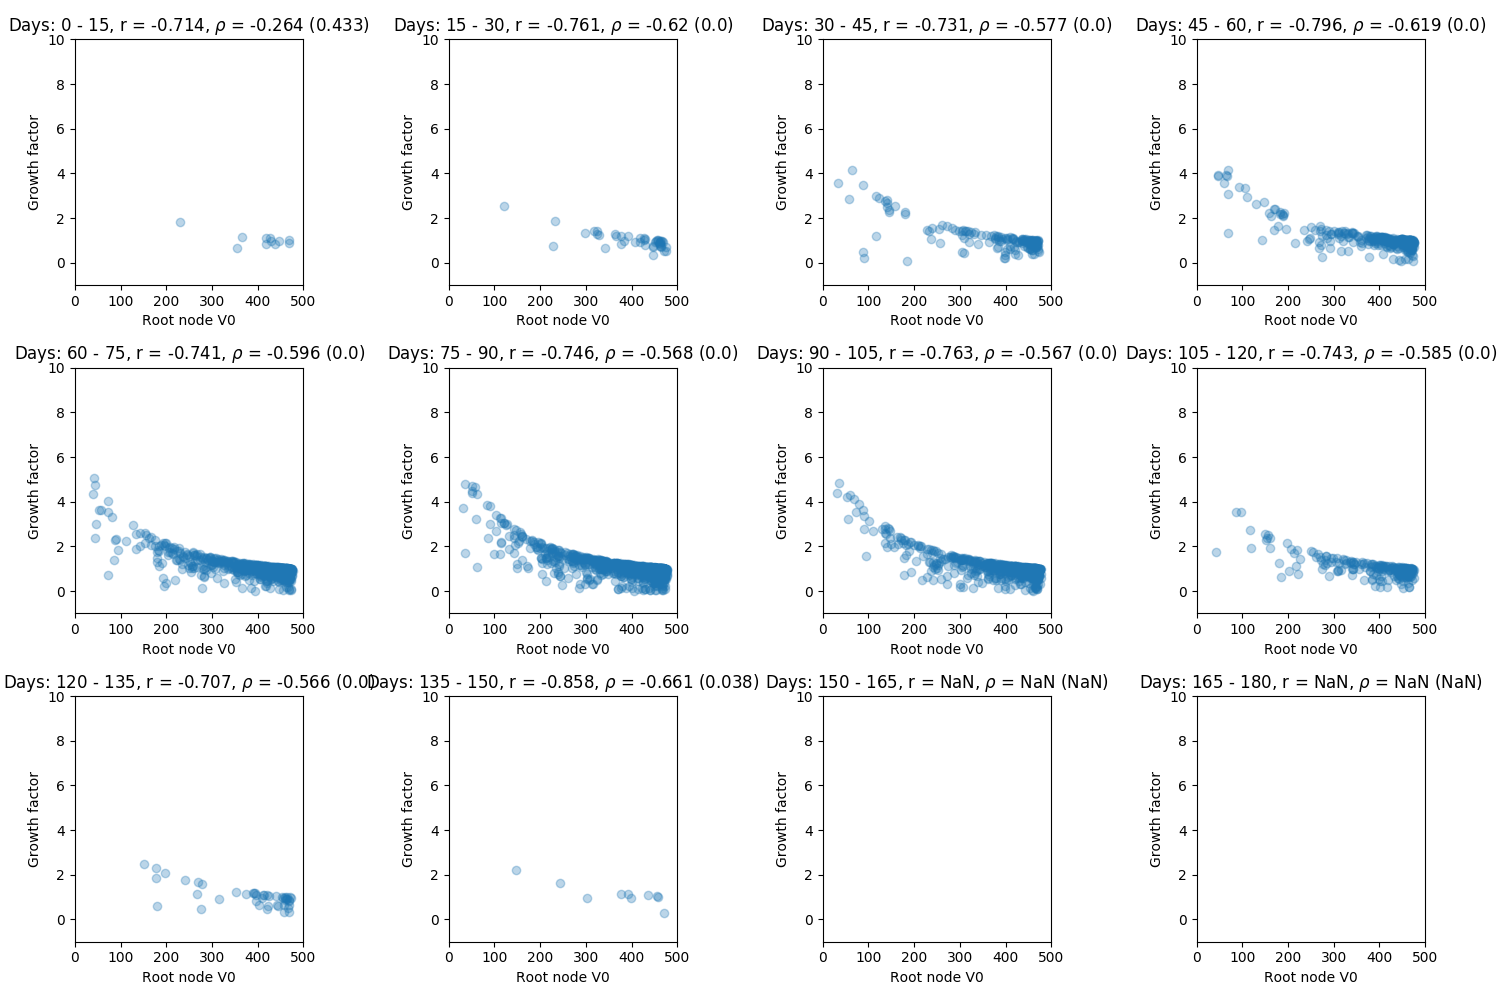 Days: 0 - 15, r = -0.714, ρ = -0.264 (0.433)
Days: 15 - 30, r = -0.761, ρ = -0.62 (0.0)
Days: 30 - 45, r = -0.731, ρ = -0.577 (0.0)
Days: 45 - 60, r = -0.796, ρ = -0.619 (0.0)
10 8 6 4 2 0
Growth factor
0 100 200 300 400 500
Root node V0
10 8 6 4 2 0
Growth factor
0 100 200 300 400 500
Root node V0
10 8 6 4 2 0
Growth factor
0 100 200 300 400 500
Root node V0
10 8 6 4 2 0
Growth factor
0 100 200 300 400 500
Root node V0
Days: 60 - 75, r = -0.741, ρ = -0.596 (0.0)
Days: 75 - 90, r = -0.746, ρ = -0.568 (0.0)
Days: 90 - 105, r = -0.763, ρ = -0.567 (0.0)
Days: 105 - 120, r = -0.743, ρ = -0.585 (0.0)
10 8 6 4 2 0
Growth factor
0 100 200 300 400 500
Root node V0
10 8 6 4 2 0
Growth factor
0 100 200 300 400 500
Root node V0
10 8 6 4 2 0
Growth factor
0 100 200 300 400 500
Root node V0
10 8 6 4 2 0
Growth factor
0 100 200 300 400 500
Root node V0
Days: 120 - 135, r = -0.707, ρ = -0.566 (0.0)
Days: 135 - 150, r = -0.858, ρ = -0.661 (0.038)
Days: 150 - 165, r = NaN, ρ = NaN (NaN)
Days: 165 - 180, r = NaN, ρ = NaN (NaN)
10 8 6 4 2 0
Growth factor
0 100 200 300 400 500
Root node V0
10 8 6 4 2 0
Growth factor
0 100 200 300 400 500
Root node V0
10 8 6 4 2 0
Growth factor
0 100 200 300 400 500
Root node V0
10 8 6 4 2 0
Growth factor
0 100 200 300 400 500
Root node V0